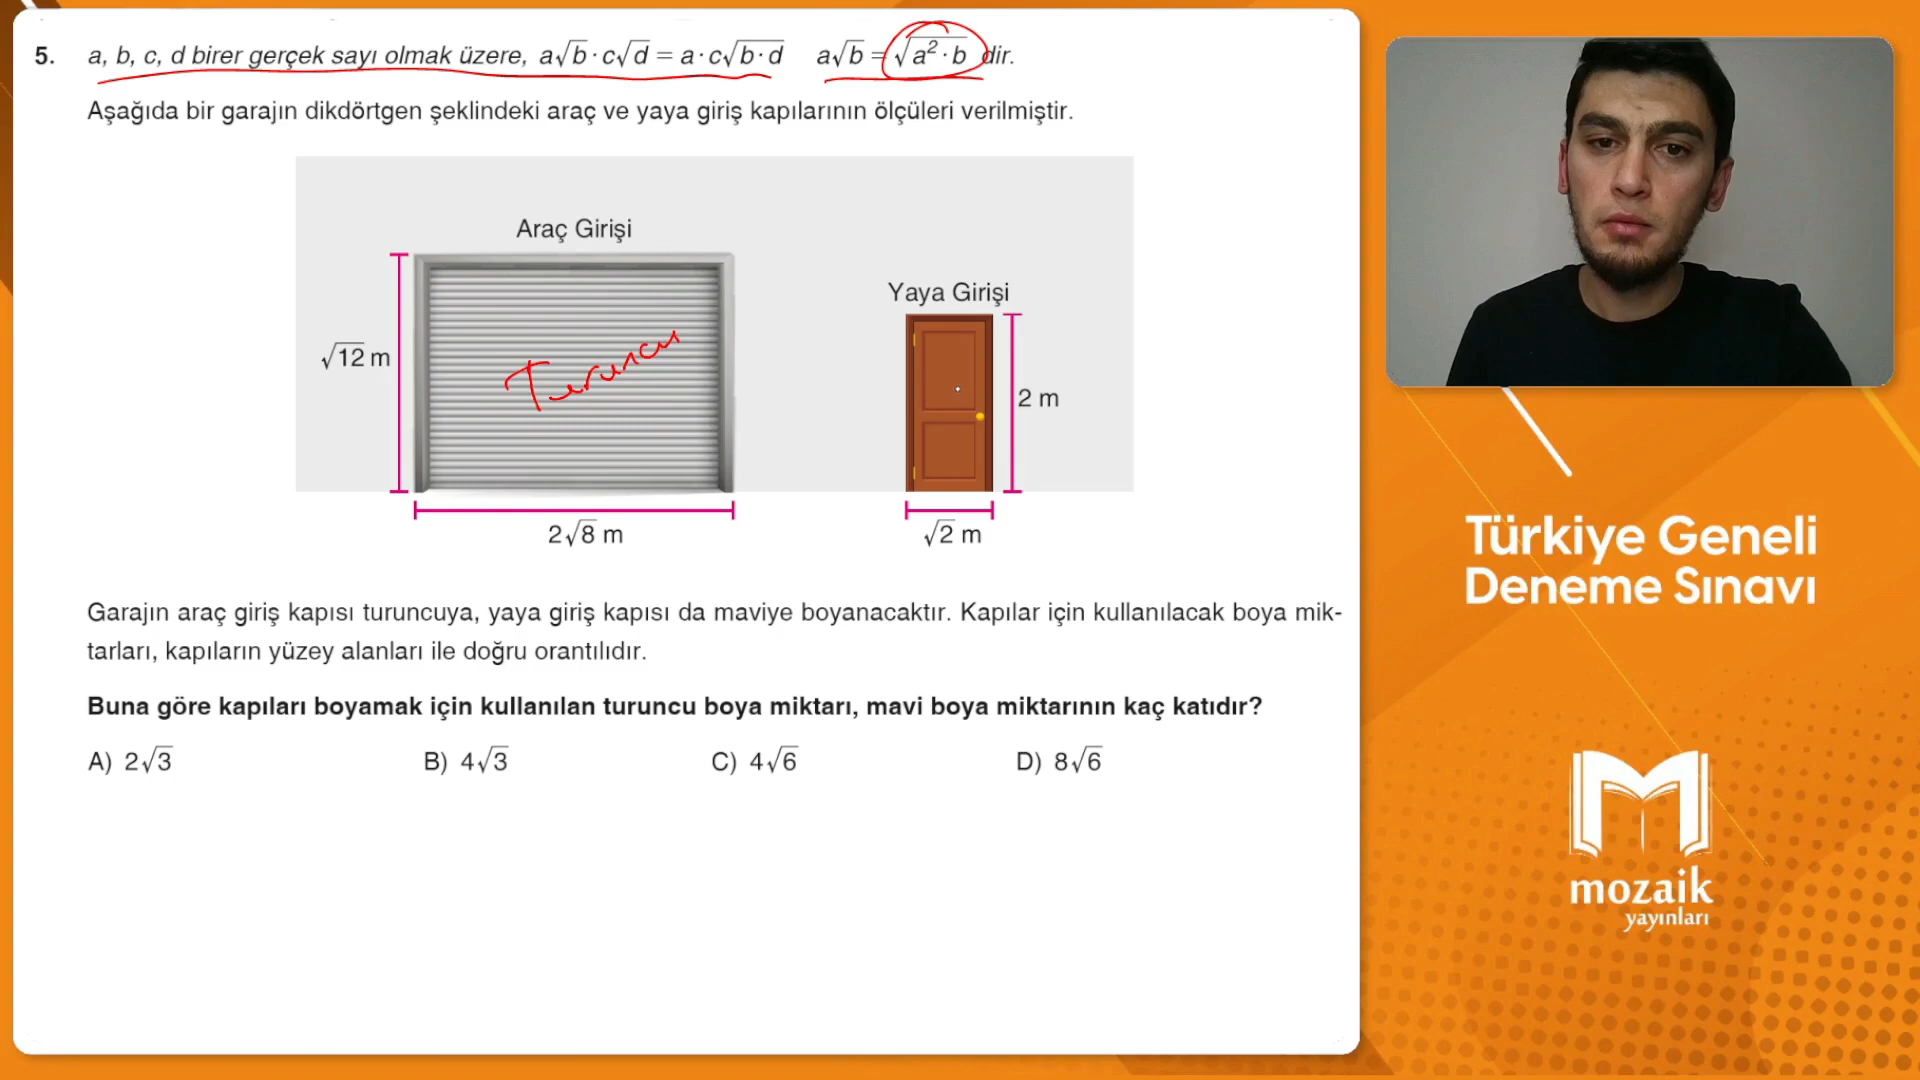 5. a, b, c, d birer gerçek sayı olmak üzere, a√b · c√d = a · c√(b · d) a√b = √(a² · b) dir.
Aşağıda bir garajın dikdörtgen şeklindeki araç ve yaya giriş kapılarının ölçüleri verilmiştir.
Araç Girişi
Yaya Girişi
√12 m
Turuncu
2 m
2√8 m
√2 m
Garajın araç giriş kapısı turuncuya, yaya giriş kapısı da maviye boyanacaktır. Kapılar için kullanılacak boya mik-
tarları, kapıların yüzey alanları ile doğru orantılıdır.
Buna göre kapıları boyamak için kullanılan turuncu boya miktarı, mavi boya miktarının kaç katıdır?
A) 2√3 B) 4√3 C) 4√6 D) 8√6
Türkiye Geneli
Deneme Sınavı
mozaik
yayınları